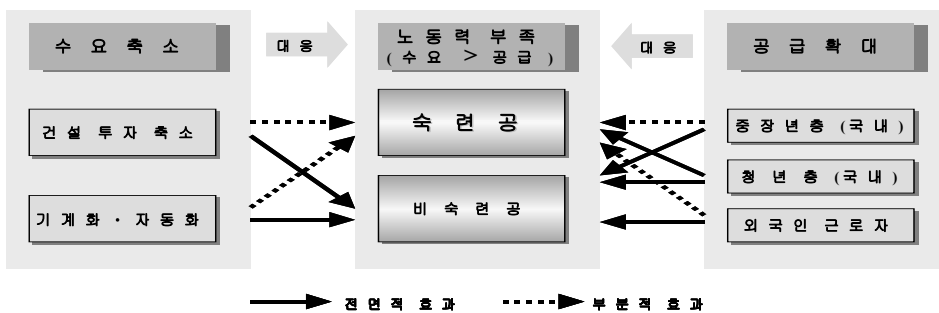 수 요 축 소
대 응
노 동 력 부 족
( 수 요 > 공 급 )
대 응
공 급 확 대
건 설 투 자 축 소
기 계 화 · 자 동 화
숙 련 공
비 숙 련 공
중 장 년 층 ( 국 내 )
청 년 층 ( 국 내 )
외 국 인 근 로 자
전 면 적 효 과
부 분 적 효 과